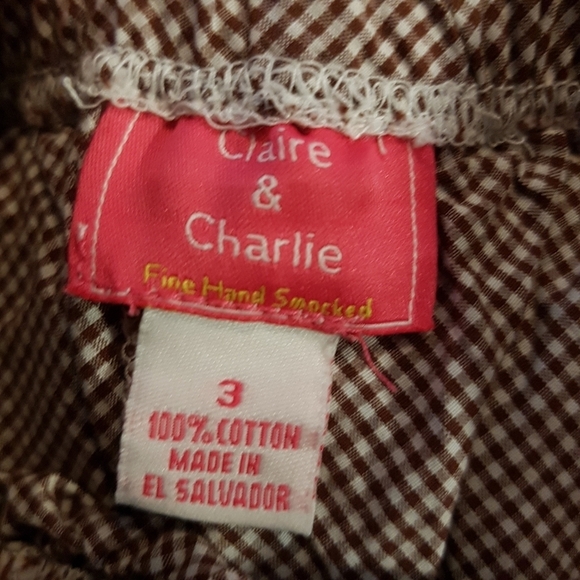 Claire
&
Charlie
Fine Hand Smocked
3
100% COTTON
MADE IN
EL SALVADOR